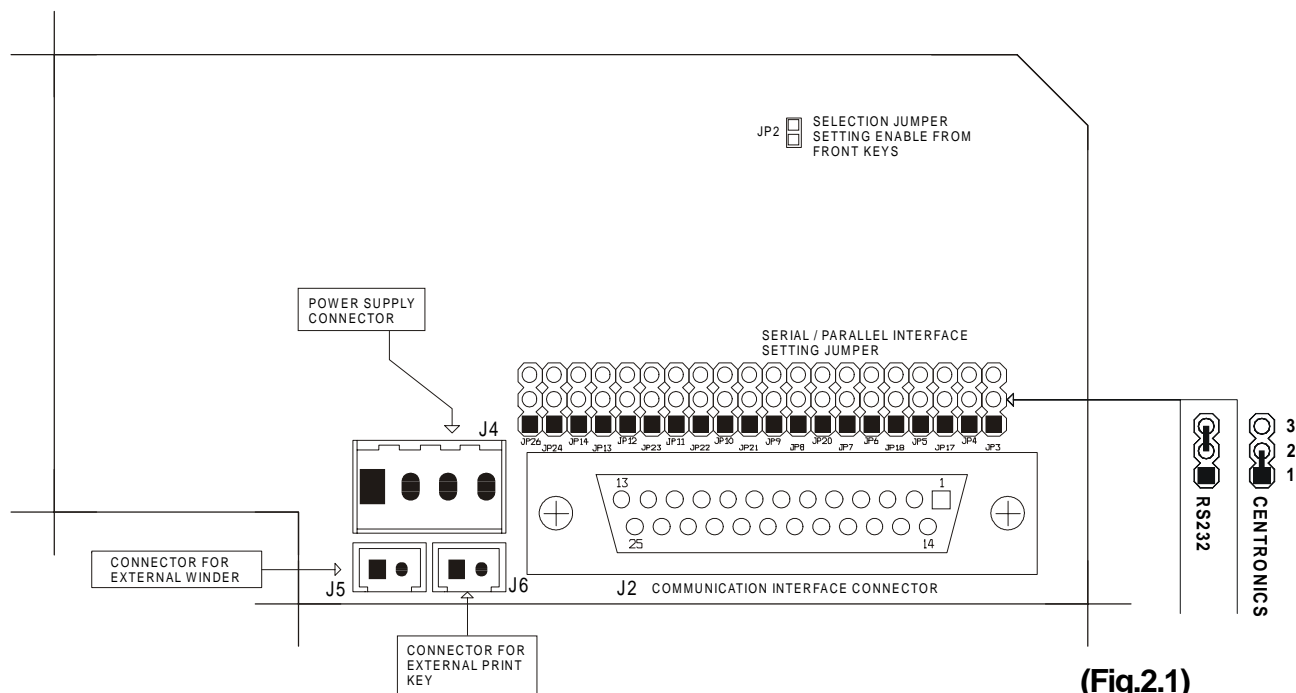 JP2
SELECTION JUMPER
SETTING ENABLE FROM
FRONT KEYS
POWER SUPPLY
CONNECTOR
SERIAL / PARALLEL INTERFACE
SETTING JUMPER
J4
JP26 JP24 JP14 JP13 JP12 JP23 JP11 JP22 JP10 JP21 JP9 JP8 JP20 JP7 JP6 JP18 JP5 JP17 JP4 JP3
13 1
25 14
3
2
1
RS232
CENTRONICS
CONNECTOR FOR
EXTERNAL WINDER
J5
J6
J2 COMMUNICATION INTERFACE CONNECTOR
CONNECTOR FOR
EXTERNAL PRINT
KEY
(Fig.2.1)